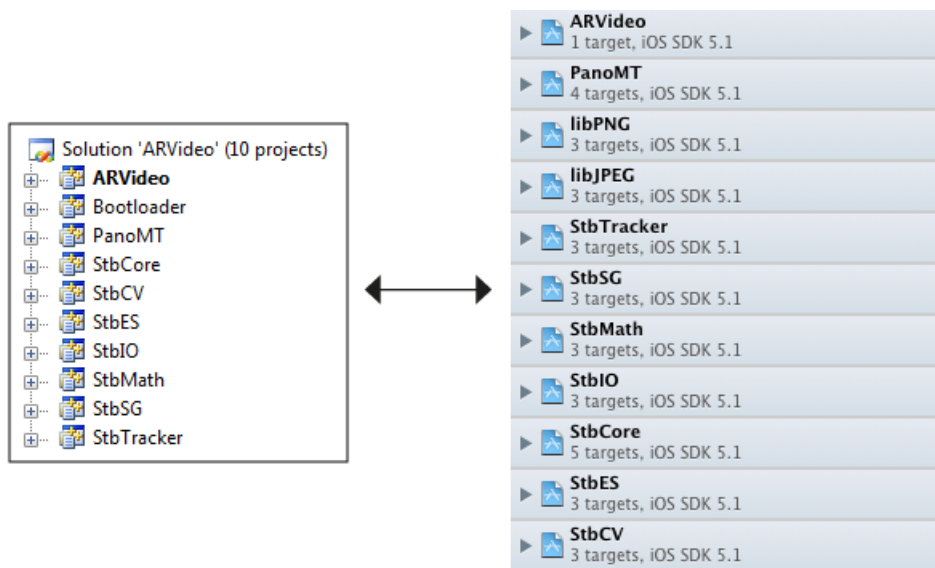 Solution 'ARVideo' (10 projects)
ARVideo
Bootloader
PanoMT
StbCore
StbCV
StbES
StbIO
StbMath
StbSG
StbTracker
ARVideo
1 target, iOS SDK 5.1
PanoMT
4 targets, iOS SDK 5.1
libPNG
3 targets, iOS SDK 5.1
libJPEG
3 targets, iOS SDK 5.1
StbTracker
3 targets, iOS SDK 5.1
StbSG
3 targets, iOS SDK 5.1
StbMath
3 targets, iOS SDK 5.1
StbIO
3 targets, iOS SDK 5.1
StbCore
5 targets, iOS SDK 5.1
StbES
3 targets, iOS SDK 5.1
StbCV
3 targets, iOS SDK 5.1